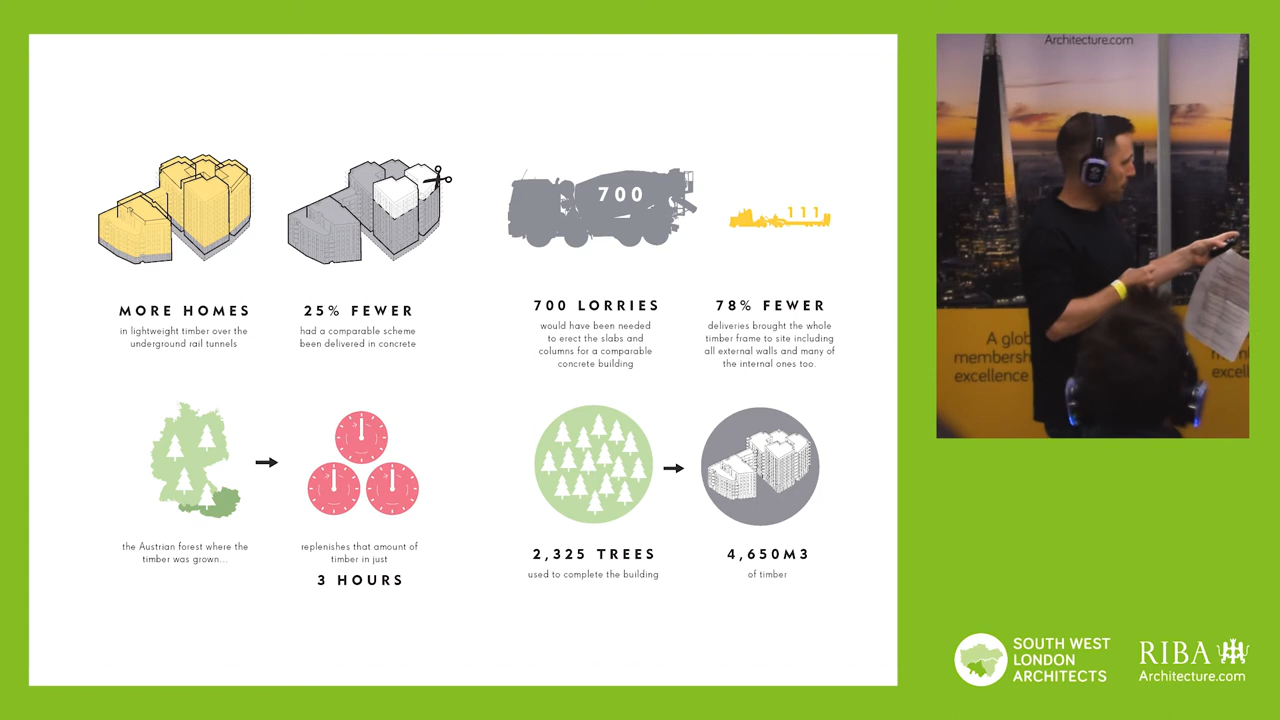 700
111
MORE HOMES
in lightweight timber over the
underground rail tunnels
25% FEWER
had a comparable scheme
been delivered in concrete
700 LORRIES
would have been needed
to erect the slabs and
columns for a comparable
concrete building
78% FEWER
deliveries brought the whole
timber frame to site including
all external walls and many of
the internal ones too.
the Austrian forest where the
timber was grown...
replenishes that amount of
timber in just
3 HOURS
2,325 TREES
used to complete the building
4,650M3
of timber
Architecture.com
A glob
membersh
excellence
excell
SOUTH WEST
LONDON
ARCHITECTS
RIBA
Architecture.com